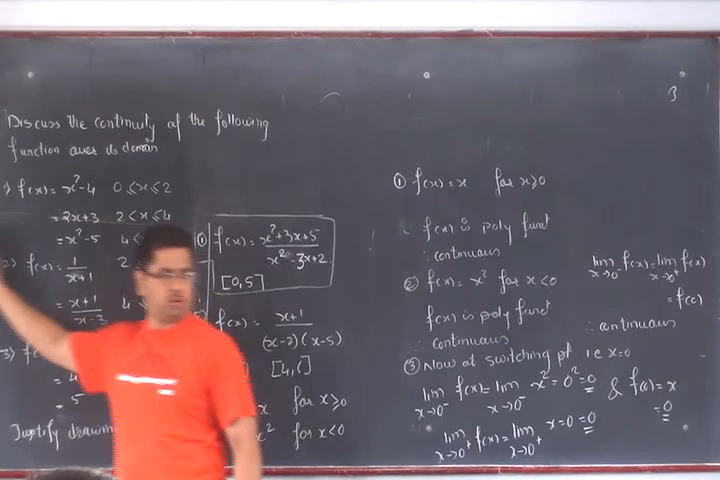 3
Discuss the continuity of the following
function over its domain
1) f(x) = x²-4 0≤x≤2
= 2x+3 2<x≤4
= x²-5 4<
f(x) = 1/(x+1) 2
= (x+1)/(x-2) 4
3) f(
= 4
= 5
Justify drawin
① f(x) = (x²+3x+5)/(x²-3x+2)
[0,5]
f(x) = (x+1)/((x-2)(x-5))
x for x≥0
x² for x<0
① f(x) = x for x≥0
f(x) is poly funct
∴ continuous
② f(x) = x² for x<0
f(x) is poly funct
∴ continuous
③ Now at switching pt i.e x=0
lim x→0⁻ f(x) = lim x→0⁻ x² = 0² = 0 & f(0) = x
= 0
lim x→0⁺ f(x) = lim x→0⁺ x = 0 = 0
lim x→0⁻ f(x) = lim x→0⁺ f(x)
= f(0)
∴ continuous